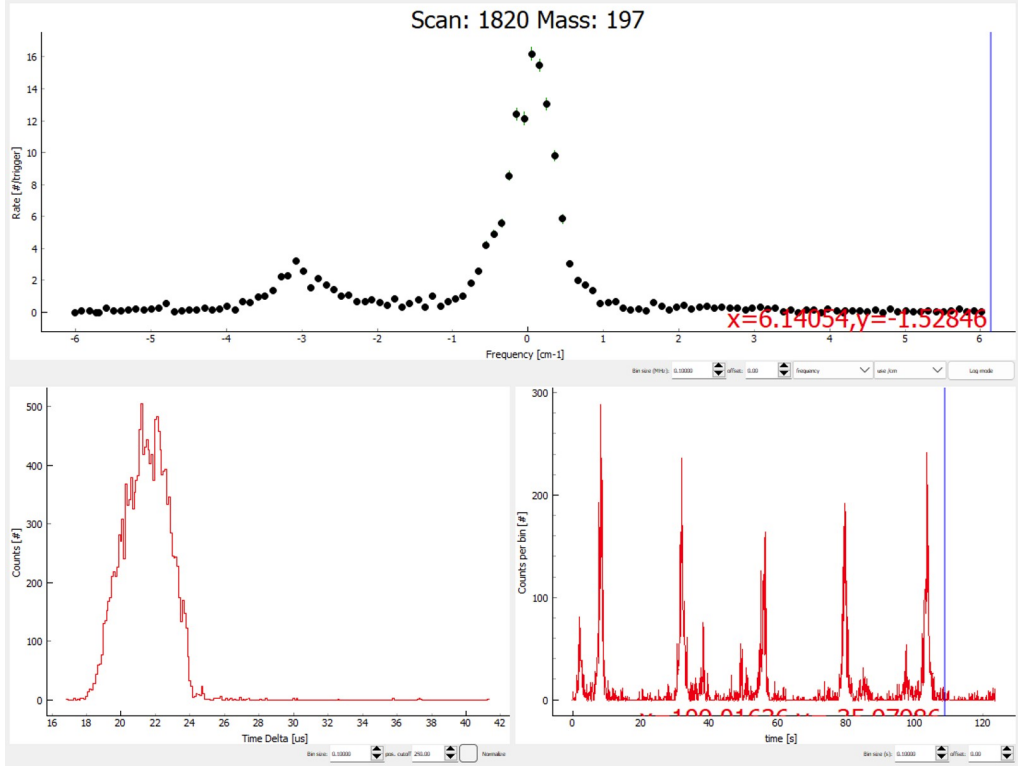 Scan: 1820 Mass: 197
16
14
12
10
8
6
4
2
0
Rate [#/trigger]
-6 -5 -4 -3 -2 -1 0 1 2 3 4 5 6
x=6.14054,y=-1.52846
Frequency [cm-1]
Bin size (MHz): 0.10000 offset: 0.00 frequency use /cm Log mode
500
400
300
200
100
0
Counts [#]
16 18 20 22 24 26 28 30 32 34 36 38 40 42
Time Delta [us]
Bin size: 0.10000 pos. cutoff 250.00 Normalize
300
200
100
0
Counts per bin [#]
0 20 40 60 80 100 120
time [s]
Bin size (s): 0.10000 offset: 0.00